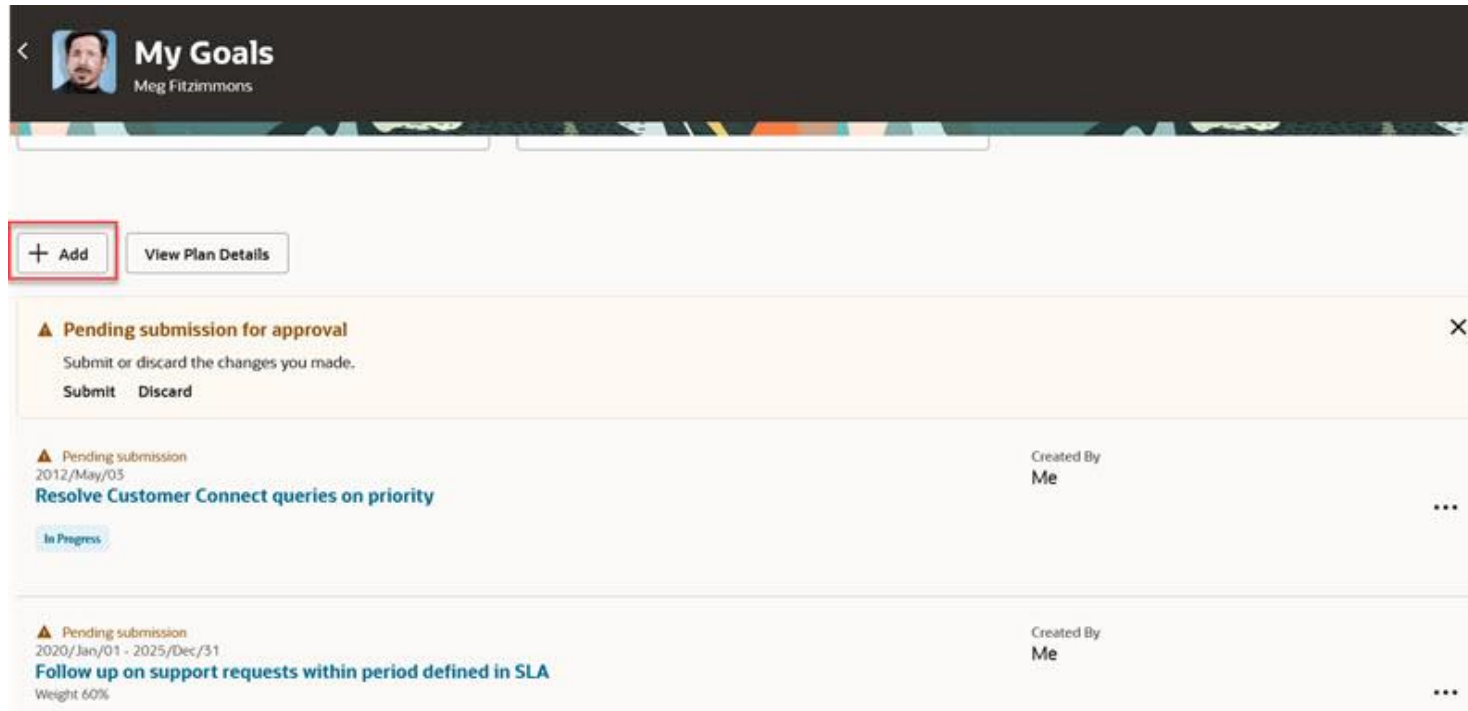 My Goals
Meg Fitzimmons
+ Add
View Plan Details
Pending submission for approval
Submit or discard the changes you made.
Submit Discard
Pending submission
2012/May/03
Resolve Customer Connect queries on priority
In Progress
Created By
Me
Pending submission
2020/Jan/01 - 2025/Dec/31
Follow up on support requests within period defined in SLA
Weight 60%
Created By
Me